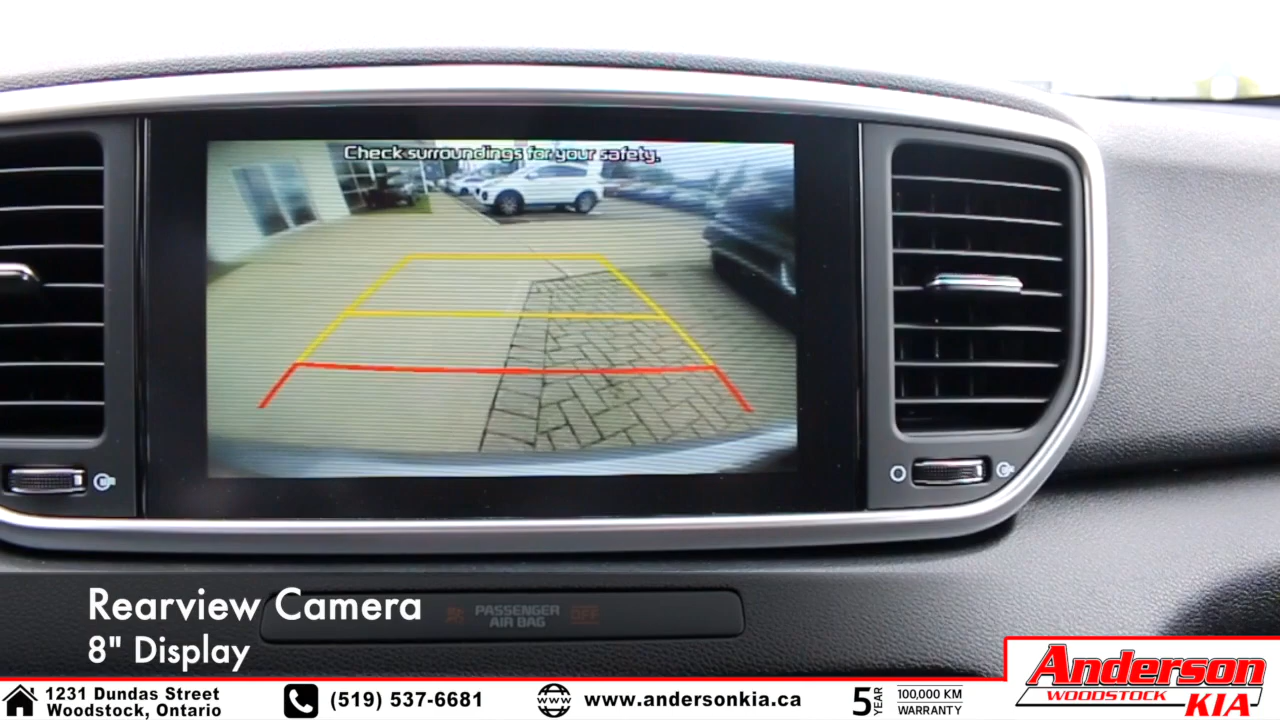 Check surroundings for your safety.
PASSENGER
AIR BAG
OFF
Rearview Camera
8" Display
1231 Dundas Street
Woodstock, Ontario
(519) 537-6681
www.andersonkia.ca
5 YEAR
100,000 KM
WARRANTY
Anderson
WOODSTOCK
KIA